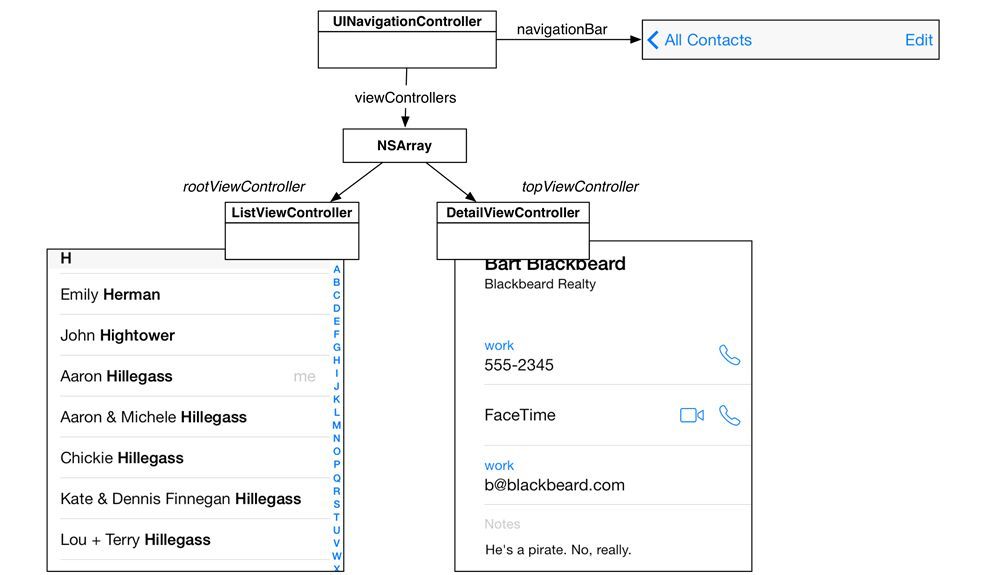 UINavigationController
navigationBar
All Contacts Edit
viewControllers
NSArray
rootViewController
topViewController
ListViewController
DetailViewController
H
Emily Herman
John Hightower
Aaron Hillegass me
Aaron & Michele Hillegass
Chickie Hillegass
Kate & Dennis Finnegan Hillegass
Lou + Terry Hillegass
A
B
C
D
E
F
G
H
I
J
K
L
M
N
O
P
Q
R
S
T
U
V
W
X
Bart Blackbeard
Blackbeard Realty
work
555-2345
FaceTime
work
b@blackbeard.com
Notes
He's a pirate. No, really.